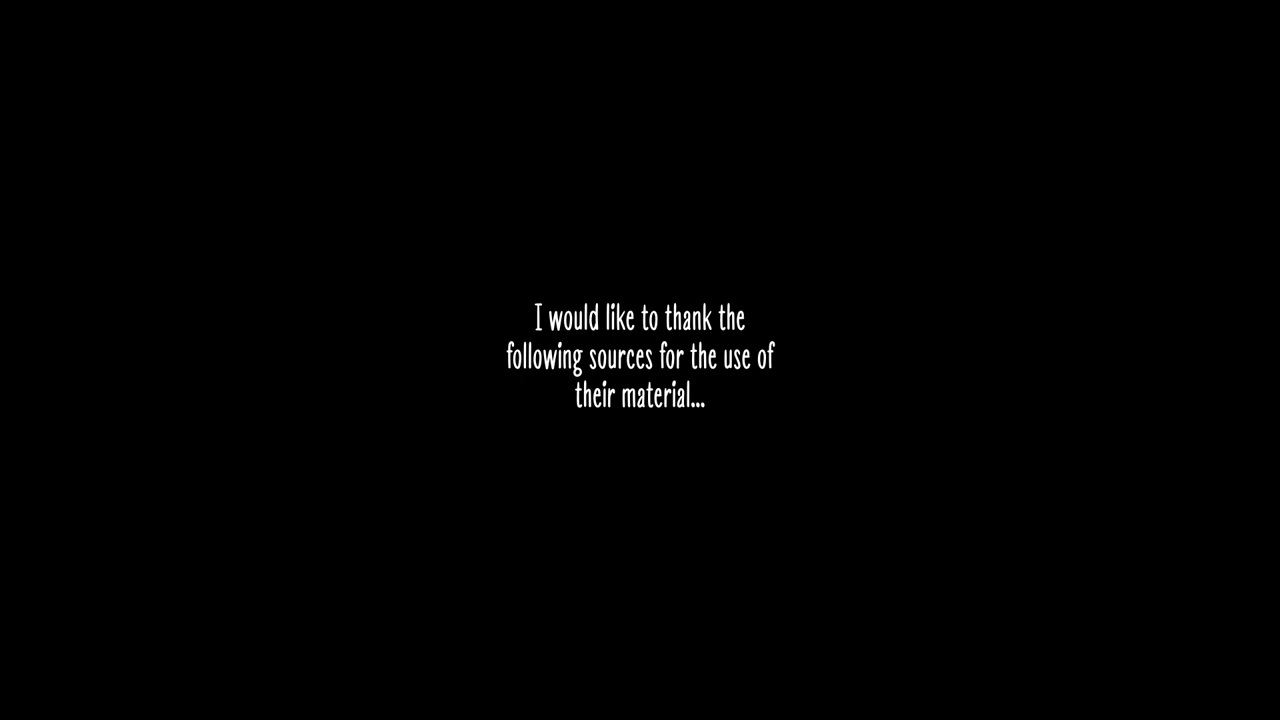 I would like to thank the
following sources for the use of
their material...